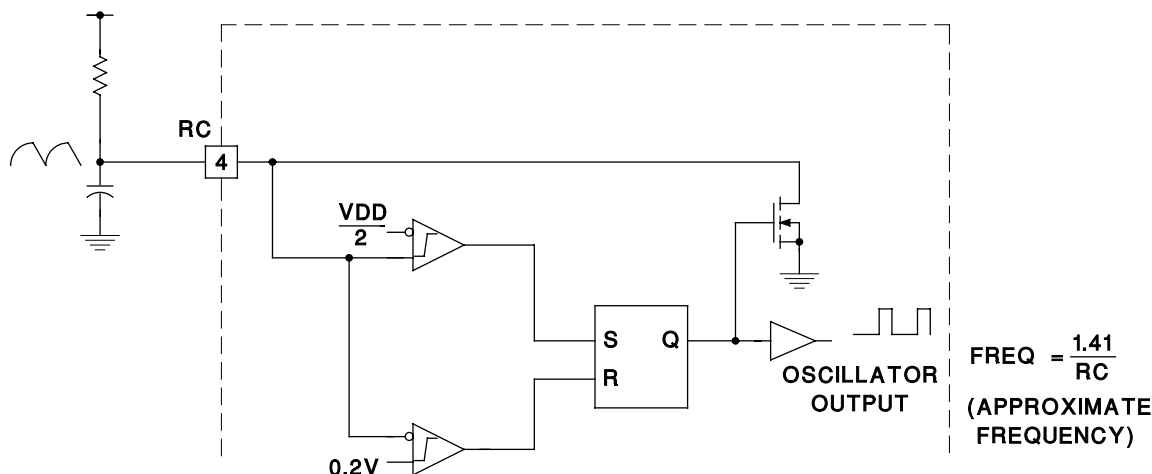 RC
4
VDD
2
S
Q
R
OSCILLATOR
OUTPUT
0.2V
FREQ = 1.41
RC
(APPROXIMATE
FREQUENCY)